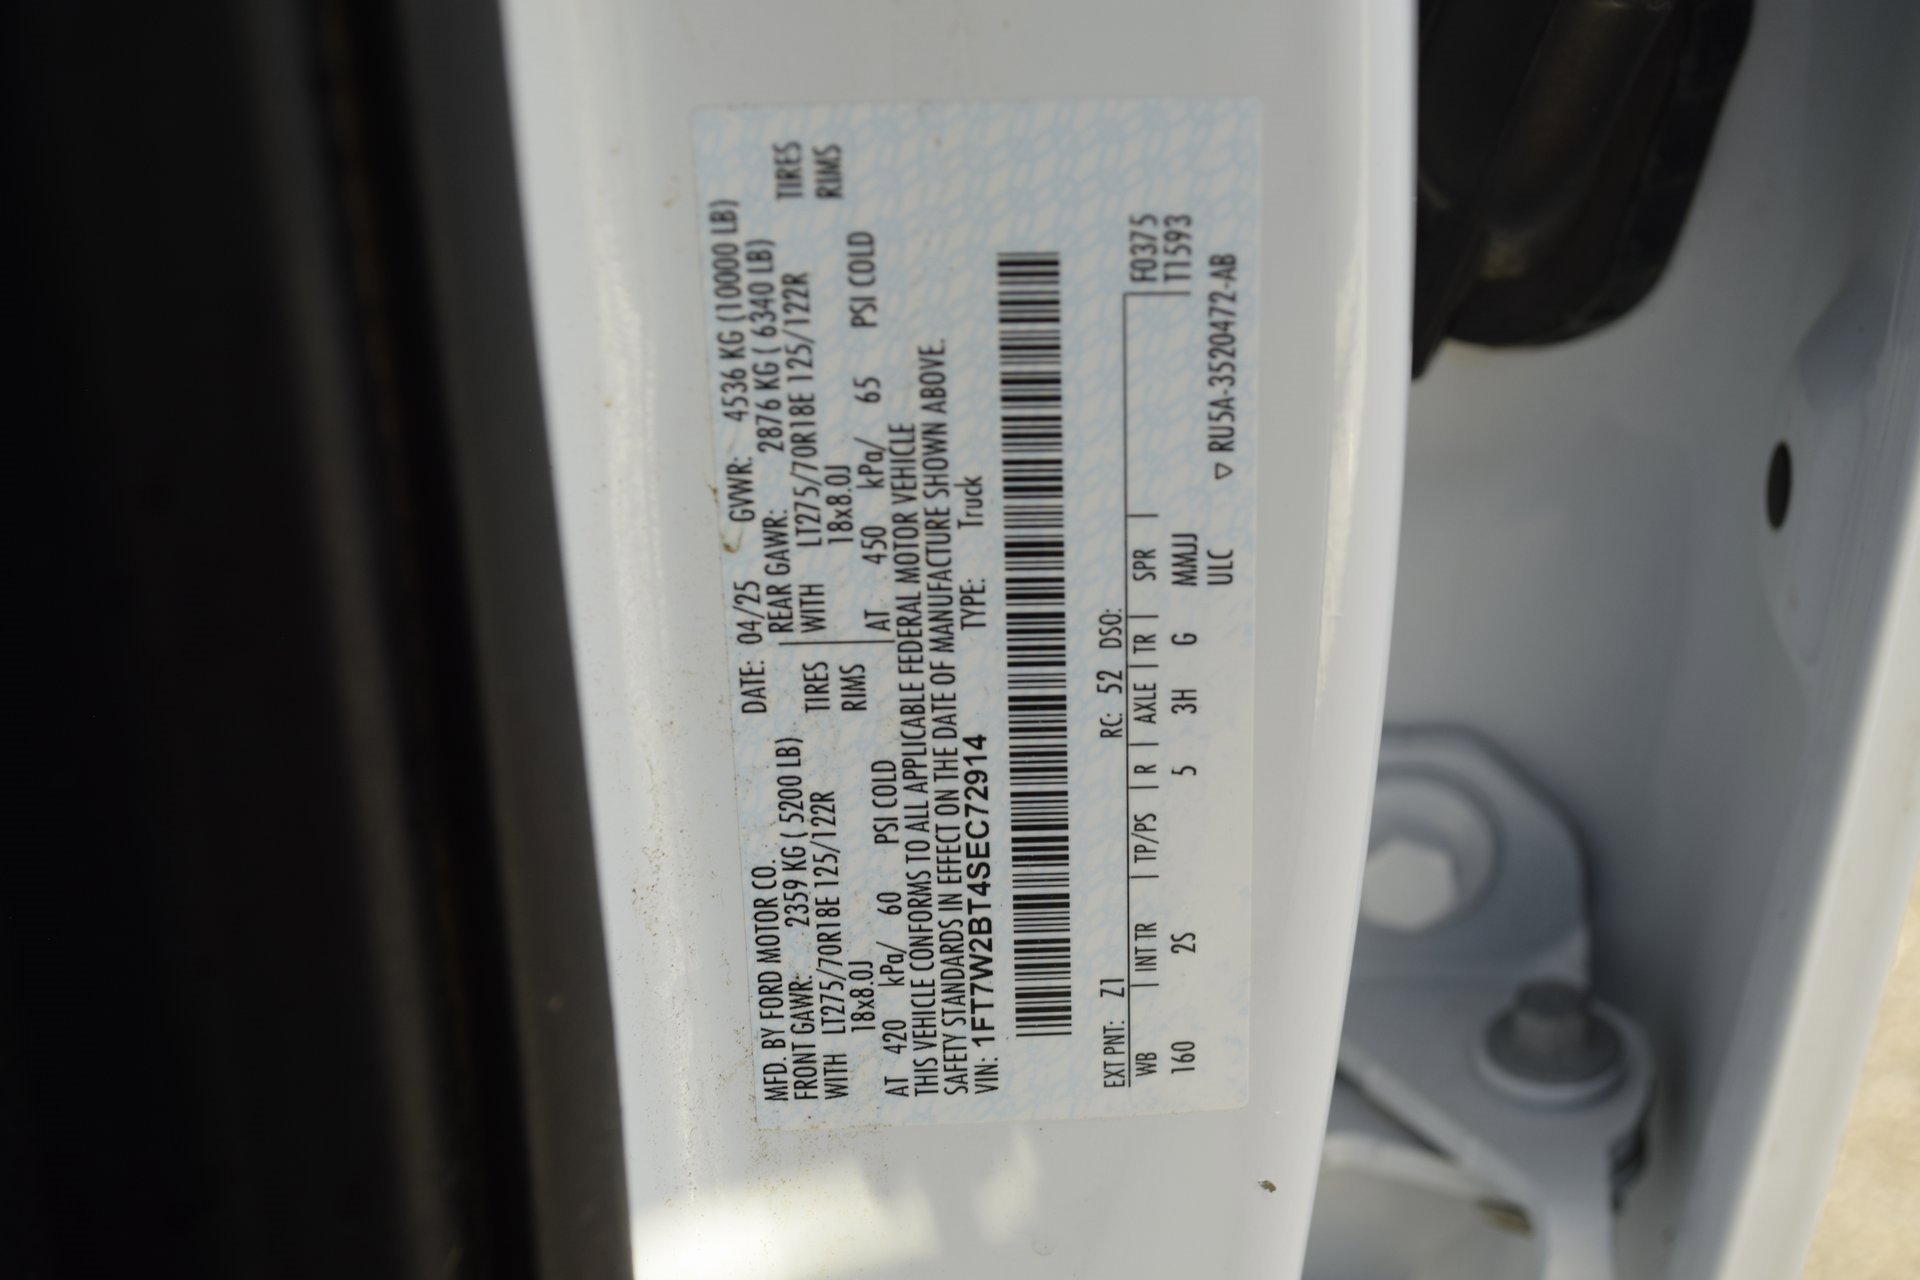 MFD. BY FORD MOTOR CO. DATE: 04/25 GVWR: 4536 KG (10000 LB)
FRONT GAWR: 2359 KG ( 5200 LB) REAR GAWR: 2876 KG ( 6340 LB)
WITH LT275/70R18E 125/122R TIRES WITH LT275/70R18E 125/122R TIRES
18x8.0J RIMS 18x8.0J RIMS
AT 420 kPa/ 60 PSI COLD AT 450 kPa/ 65 PSI COLD
THIS VEHICLE CONFORMS TO ALL APPLICABLE FEDERAL MOTOR VEHICLE
SAFETY STANDARDS IN EFFECT ON THE DATE OF MANUFACTURE SHOWN ABOVE.
VIN: 1FT7W2BT4SEC72914 TYPE: Truck
EXT PNT: Z1 RC: 52 DSO: F0375
WB | INT TR | TP/PS | R | AXLE | TR | SPR | T1593
160 2S 5 3H G MMJJ
ULC ▽ RU5A-3520472-AB